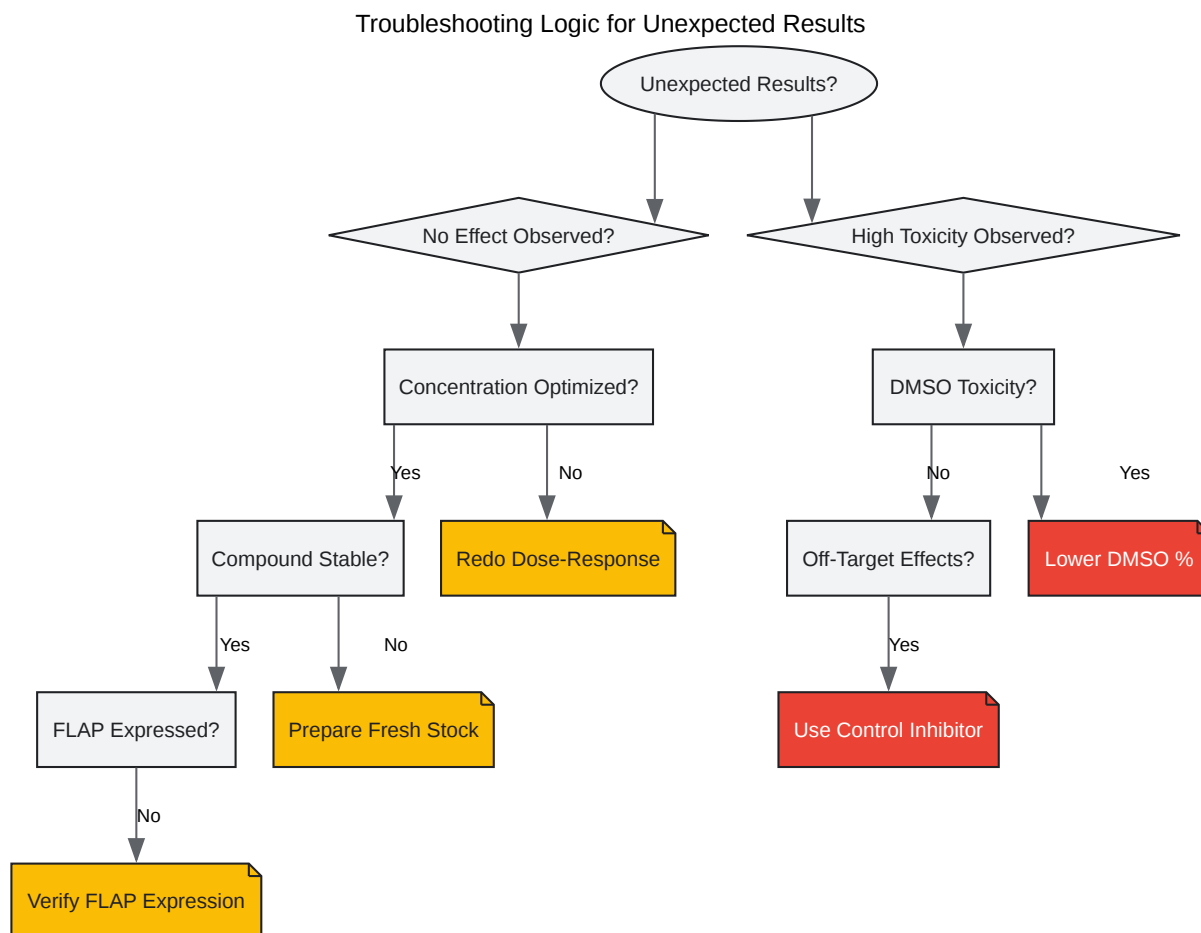 Troubleshooting Logic for Unexpected Results
Unexpected Results?
No Effect Observed?
High Toxicity Observed?
Concentration Optimized?
DMSO Toxicity?
Yes
No
No
Yes
Compound Stable?
Redo Dose-Response
Off-Target Effects?
Lower DMSO %
Yes
No
Yes
FLAP Expressed?
Prepare Fresh Stock
Use Control Inhibitor
No
Verify FLAP Expression